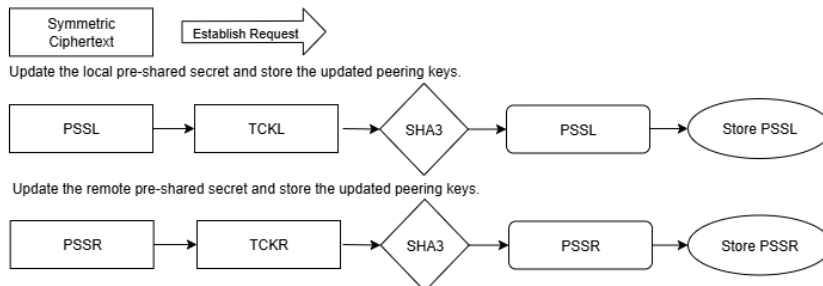 Symmetric
Ciphertext
Establish Request
Update the local pre-shared secret and store the updated peering keys.
PSSL
TCKL
SHA3
PSSL
Store PSSL
Update the remote pre-shared secret and store the updated peering keys.
PSSR
TCKR
SHA3
PSSR
Store PSSR